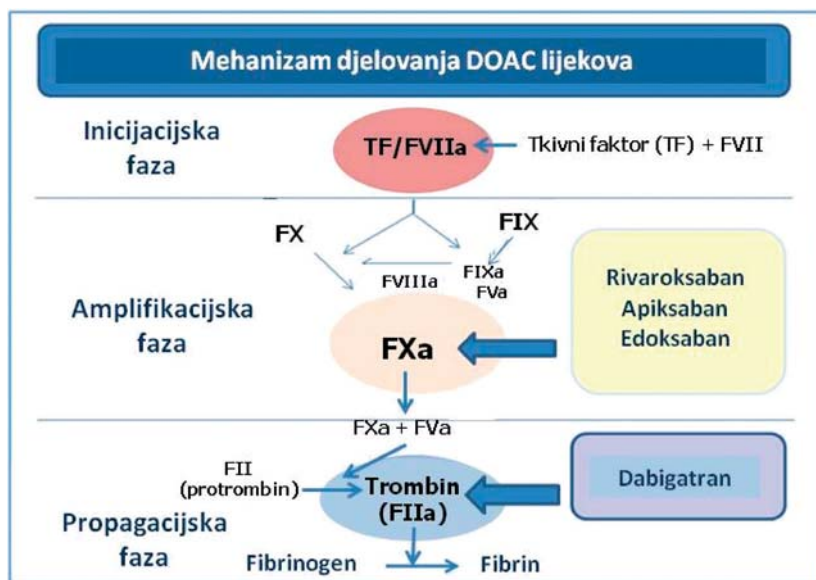 Mehanizam djelovanja DOAC lijekova
Inicijacijska
faza
TF/FVIIa
Tkivni faktor (TF) + FVII
FX
FIX
FVIIIa
FIXa
FVa
Amplifikacijska
faza
FXa
Rivaroksaban
Apiksaban
Edoksaban
FXa + FVa
FII
(protrombin)
Trombin
(FIIa)
Dabigatran
Propagacijska
faza
Fibrinogen
Fibrin